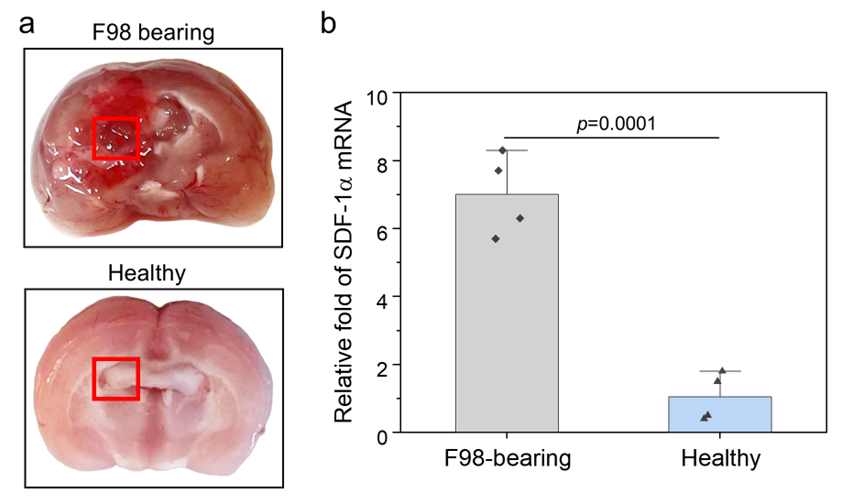 a
F98 bearing
Healthy
b
Relative fold of SDF-1α mRNA
10
8
6
4
2
0
p=0.0001
F98-bearing
Healthy